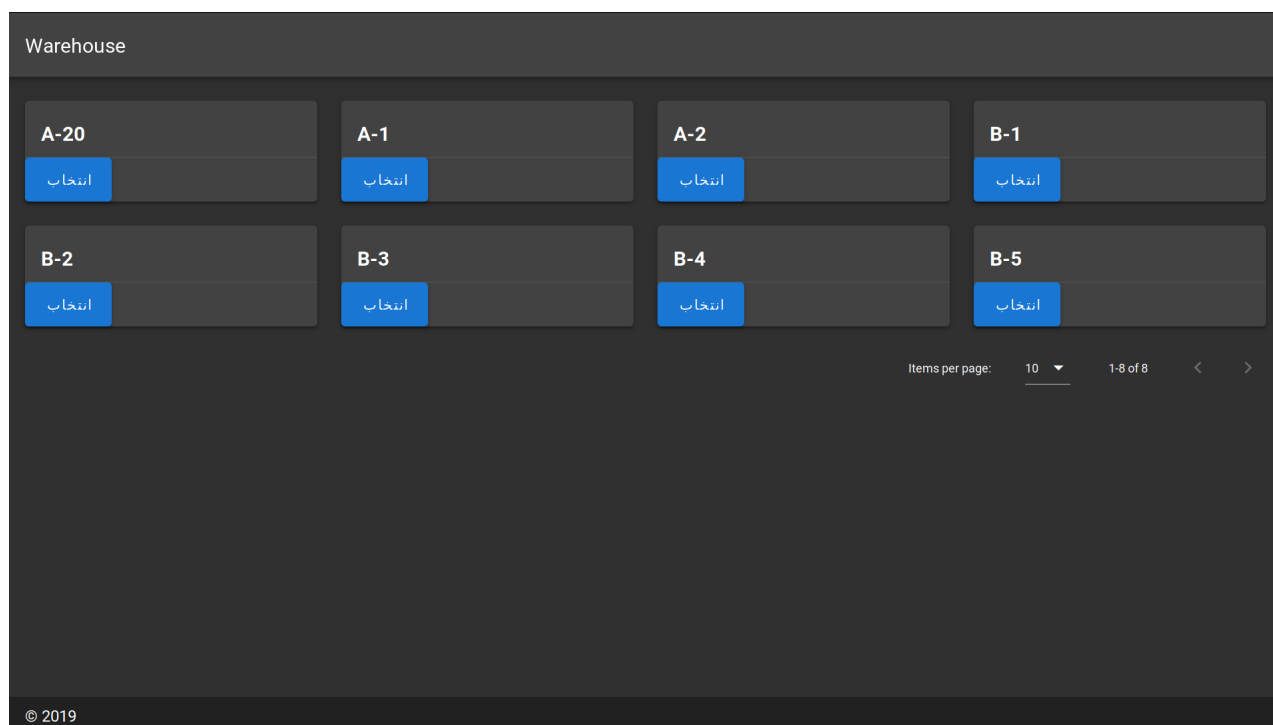 Warehouse
A-20 A-1 A-2 B-1
انتخاب انتخاب انتخاب انتخاب
B-2 B-3 B-4 B-5
انتخاب انتخاب انتخاب انتخاب
Items per page: 10 1-8 of 8
© 2019